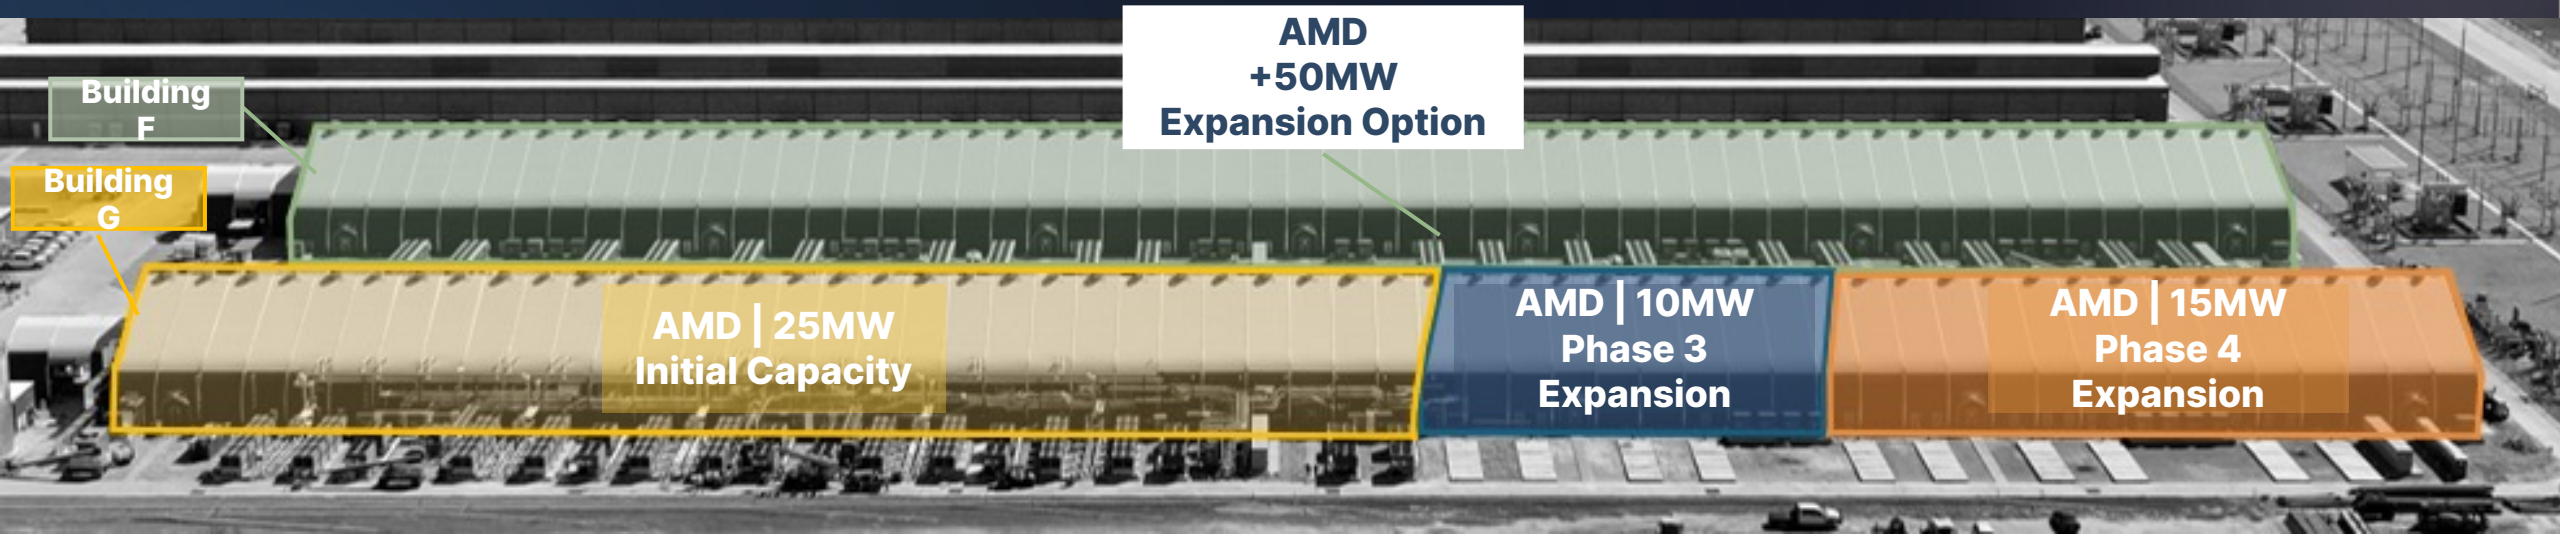 AMD
+50MW
Expansion Option
Building
F
Building
G
AMD | 25MW
Initial Capacity
AMD | 10MW
Phase 3
Expansion
AMD | 15MW
Phase 4
Expansion